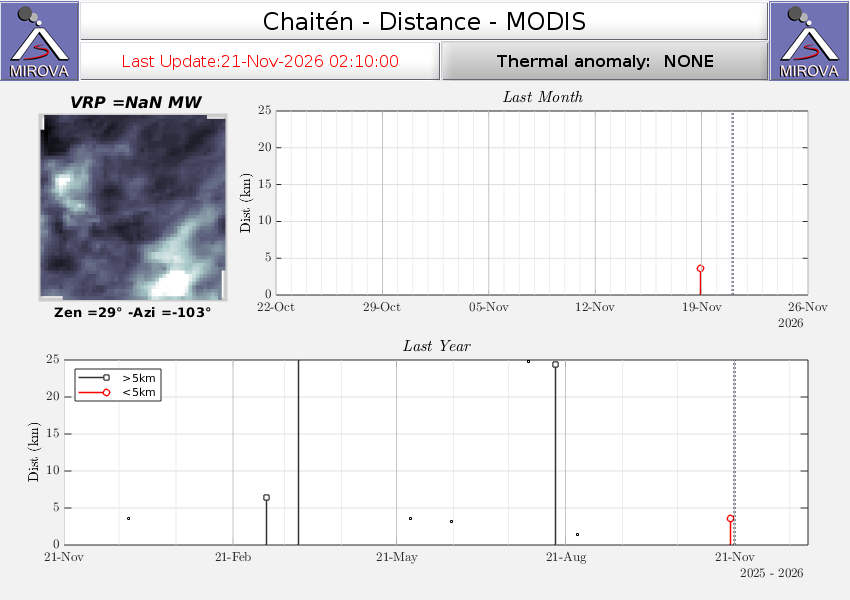 MIROVA
Chaitén - Distance - MODIS
MIROVA
Last Update:21-Nov-2026 02:10:00
Thermal anomaly: NONE
VRP =NaN MW
Zen =29° -Azi =-103°
Last Month
Dist (km)
25
20
15
10
5
0
22-Oct
29-Oct
05-Nov
12-Nov
19-Nov
26-Nov
2026
Last Year
Dist (km)
25
20
15
10
5
0
>5km
<5km
21-Nov
21-Feb
21-May
21-Aug
21-Nov
2025 - 2026